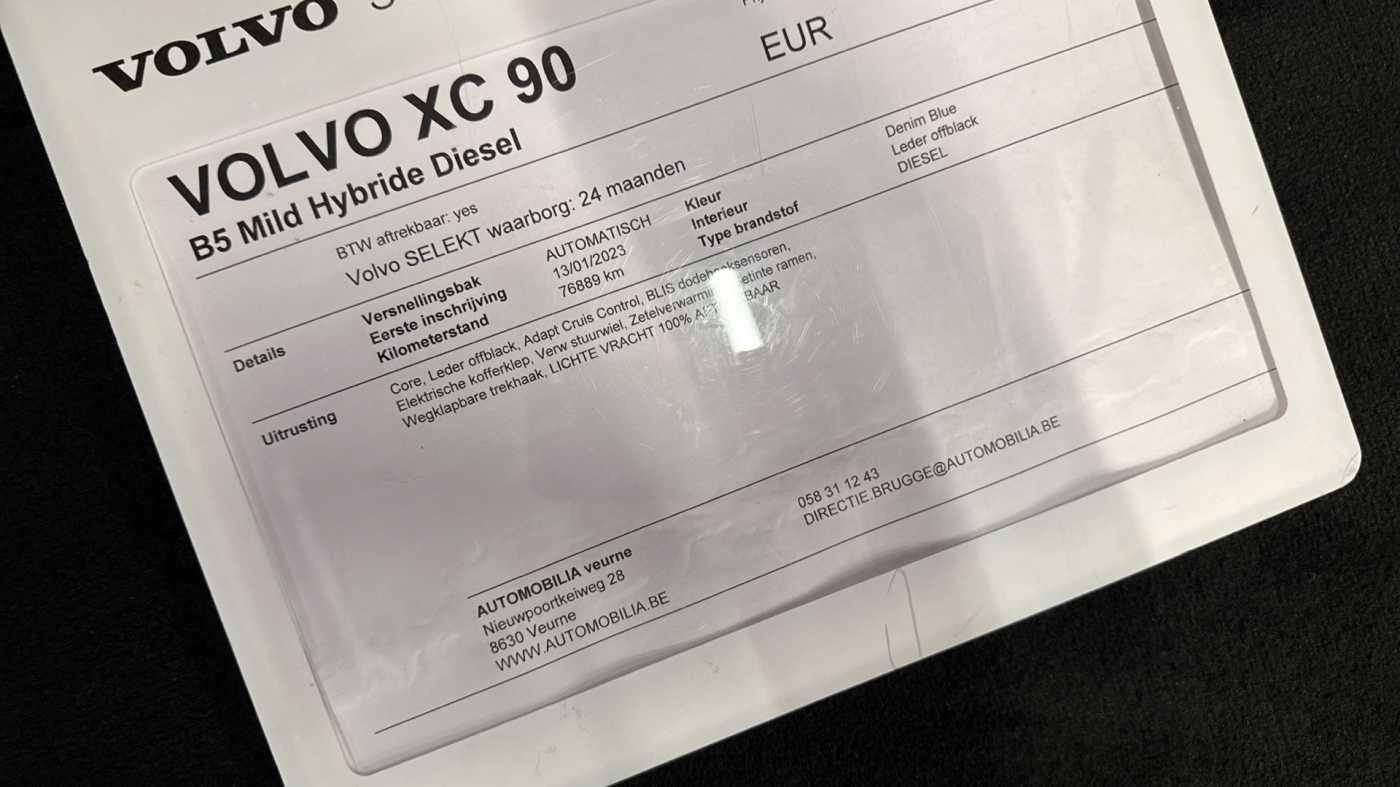 VOLVO
VOLVO XC 90
EUR
B5 Mild Hybride Diesel
BTW aftrekbaar: yes
Volvo SELEKT waarborg: 24 maanden
Details
Versnellingsbak AUTOMATISCH Kleur Denim Blue
Eerste inschrijving 13/01/2023 Interieur Leder offblack
Kilometerstand 76889 km Type brandstof DIESEL
Uitrusting
Core, Leder offblack, Adapt Cruis Control, BLIS
Elektrische kofferklep, Verw stuurwiel, ramen,
Wegklapbare trekhaak, LICHTE VRACHT 100%
AUTOMOBILIA veurne
Nieuwpoortkeiweg 28
8630 Veurne
WWW.AUTOMOBILIA.BE
058 31 12 43
DIRECTIE.BRUGGE@AUTOMOBILIA.BE